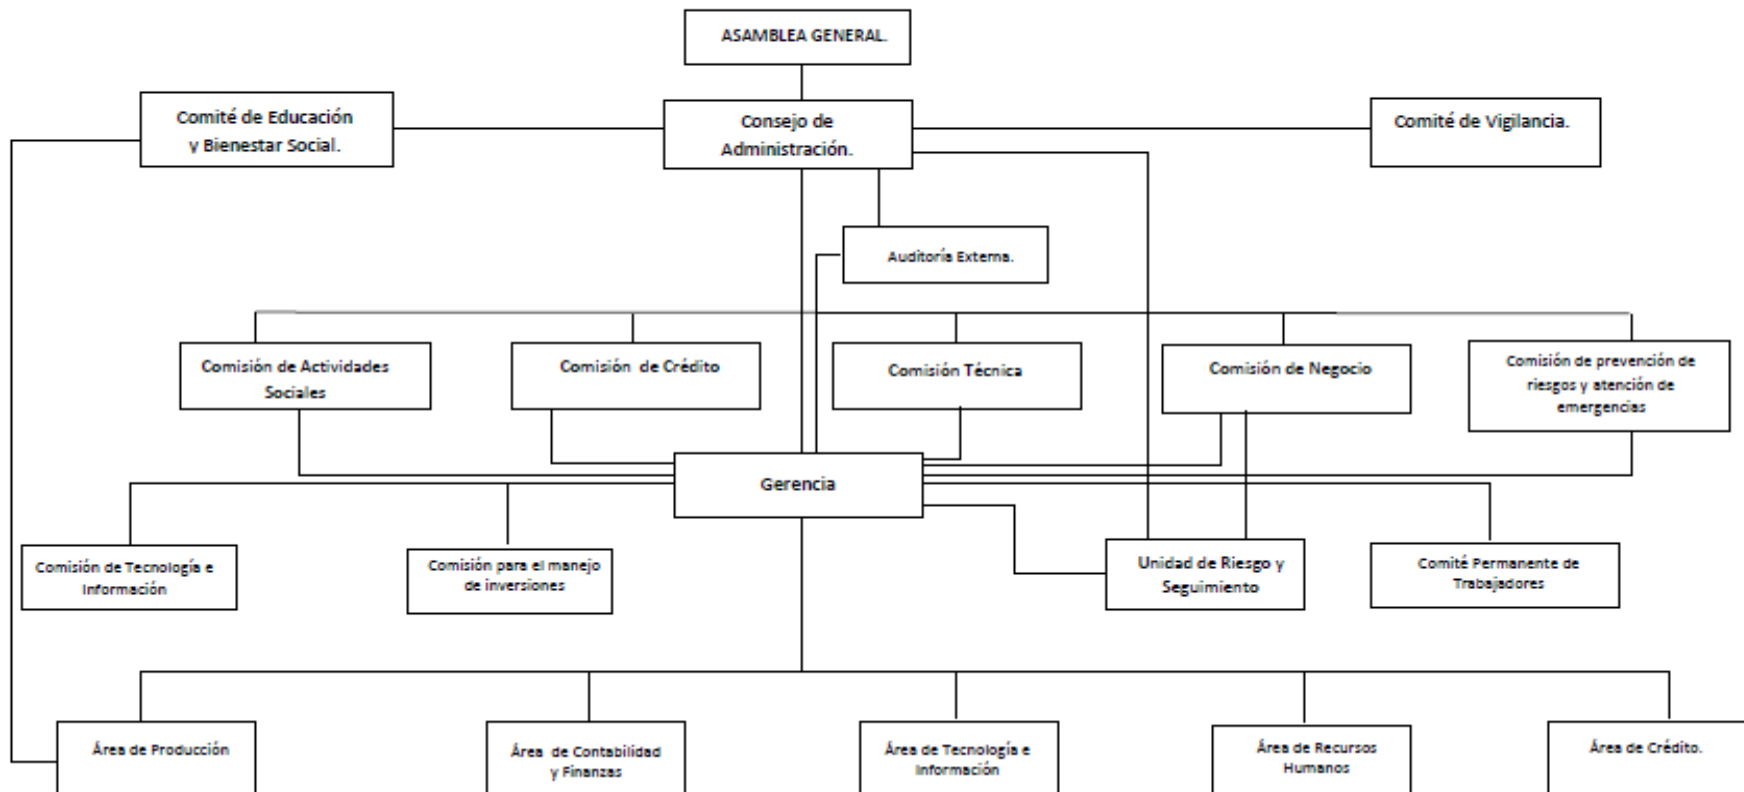 ASAMBLEA GENERAL.
Comité de Educación
y Bienestar Social.
Consejo de
Administración.
Comité de Vigilancia.
Auditoría Externa.
Comisión de Actividades
Sociales
Comisión de Crédito
Comisión Técnica
Comisión de Negocio
Comisión de prevención de
riesgos y atención de
emergencias
Gerencia
Comisión de Tecnología e
Información
Comisión para el manejo
de inversiones
Unidad de Riesgo y
Seguimiento
Comité Permanente de
Trabajadores
Área de Producción
Área de Contabilidad
y Finanzas
Área de Tecnología e
Información
Área de Recursos
Humanos
Área de Crédito.